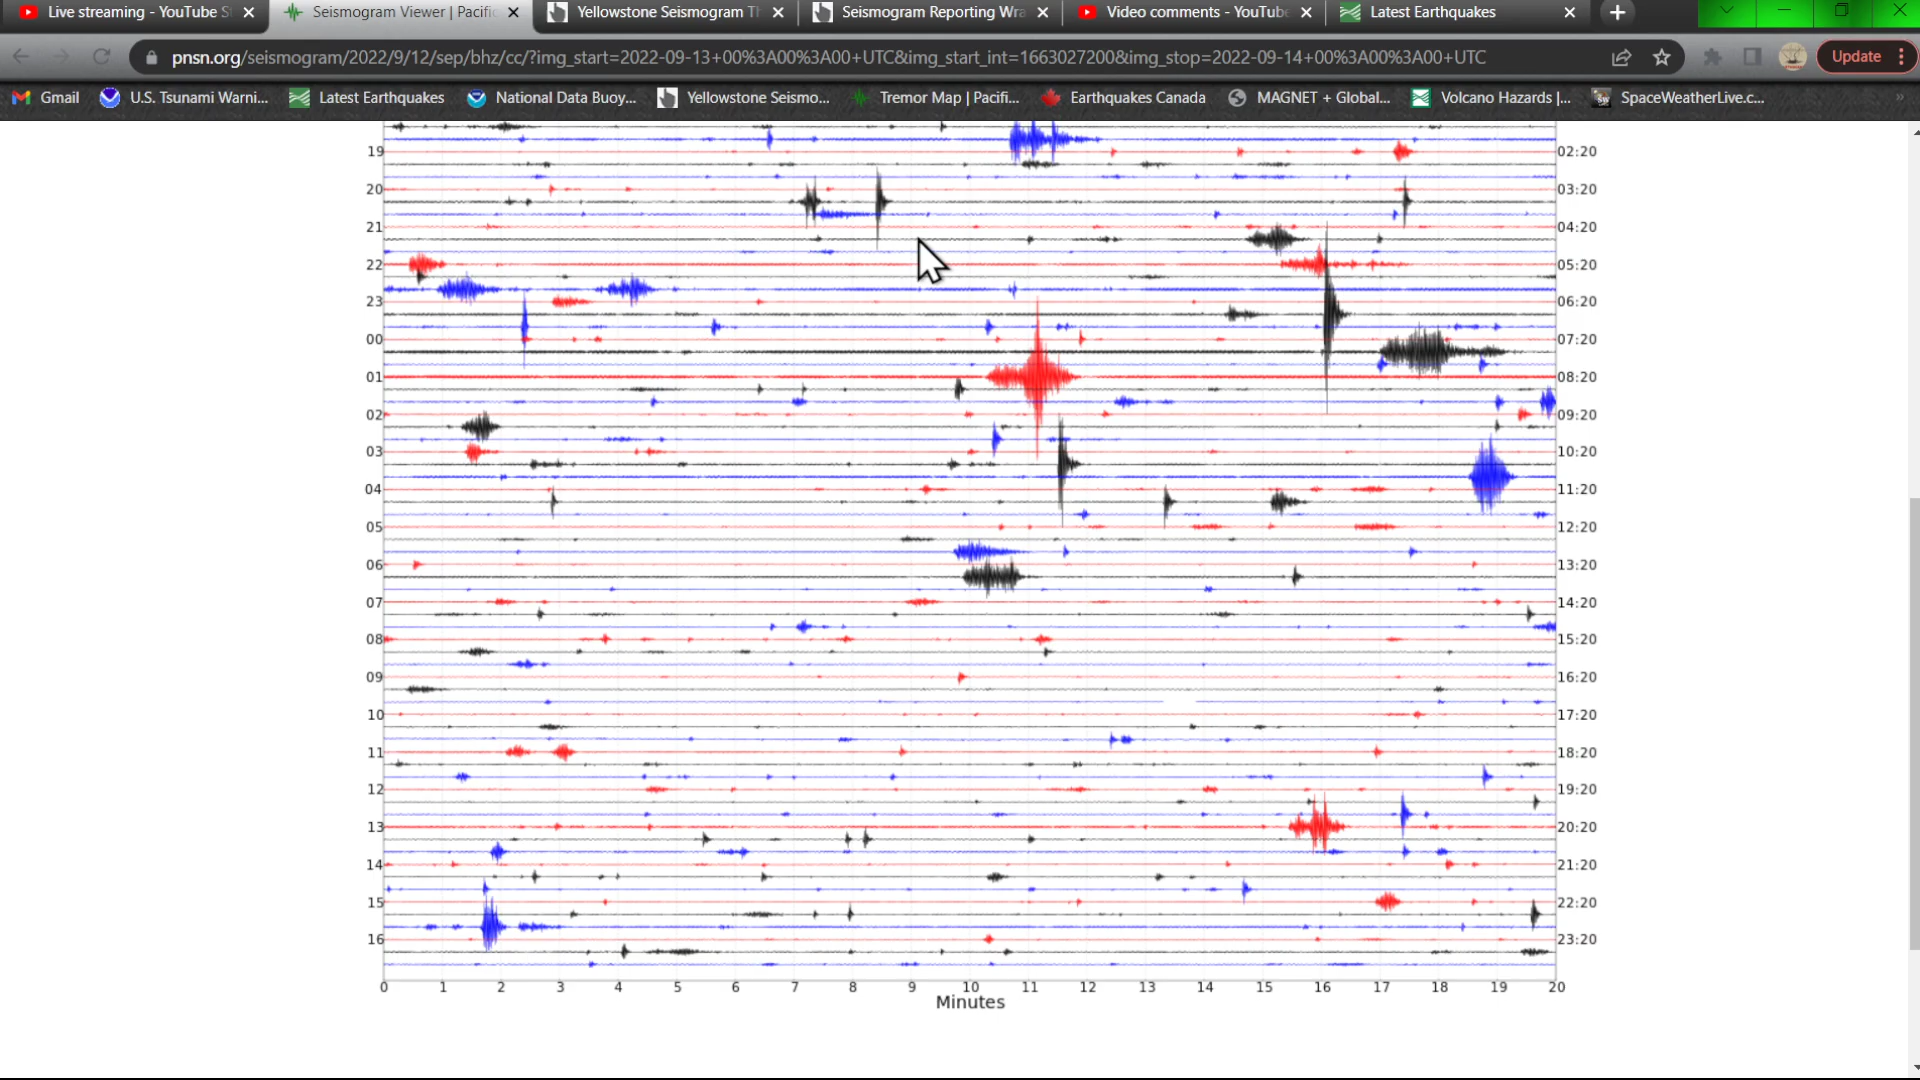 Live streaming - YouTube S
Seismogram Viewer | Pacific
Yellowstone Seismogram Th
Seismogram Reporting Wra
Video comments - YouTube
Latest Earthquakes
pnsn.org/seismogram/2022/9/12/sep/bhz/cc/?img_start=2022-09-13+00%3A00%3A00+UTC&img_start_int=1663027200&img_stop=2022-09-14+00%3A00%3A00+UTC
Update
Gmail
U.S. Tsunami Warni...
Latest Earthquakes
National Data Buoy...
Yellowstone Seismo...
Tremor Map | Pacifi...
Earthquakes Canada
MAGNET + Global...
Volcano Hazards |...
SpaceWeatherLive.c...
19 02:20
20 03:20
21 04:20
22 05:20
23 06:20
00 07:20
01 08:20
02 09:20
03 10:20
04 11:20
05 12:20
06 13:20
07 14:20
08 15:20
09 16:20
10 17:20
11 18:20
12 19:20
13 20:20
14 21:20
15 22:20
16 23:20
0 1 2 3 4 5 6 7 8 9 10 11 12 13 14 15 16 17 18 19 20
Minutes